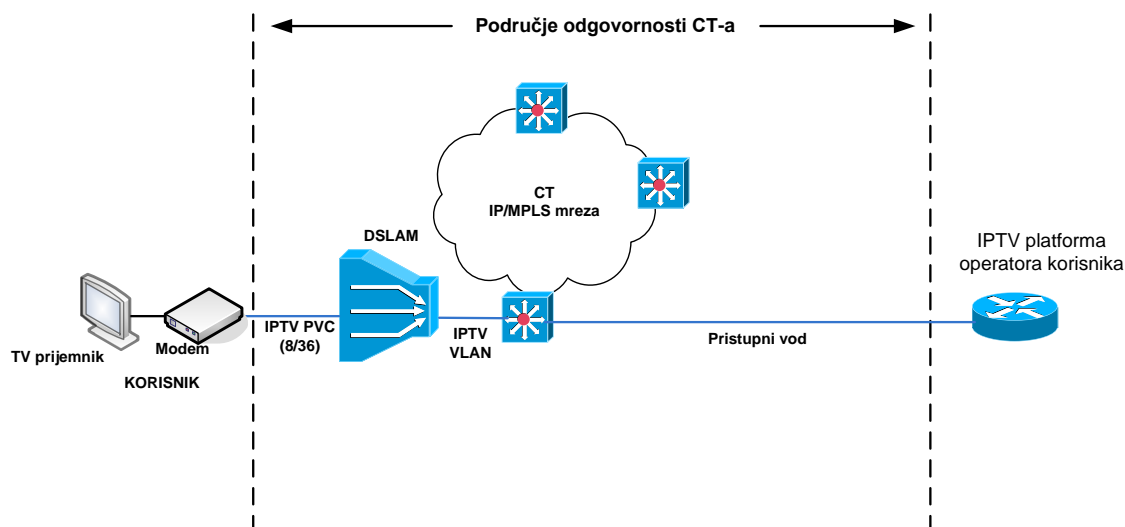 Područje odgovornosti CT-a
CT
IP/MPLS mreza
DSLAM
IPTV platforma
operatora korisnika
IPTV PVC
(8/36)
IPTV
VLAN
Pristupni vod
Modem
TV prijemnik
KORISNIK